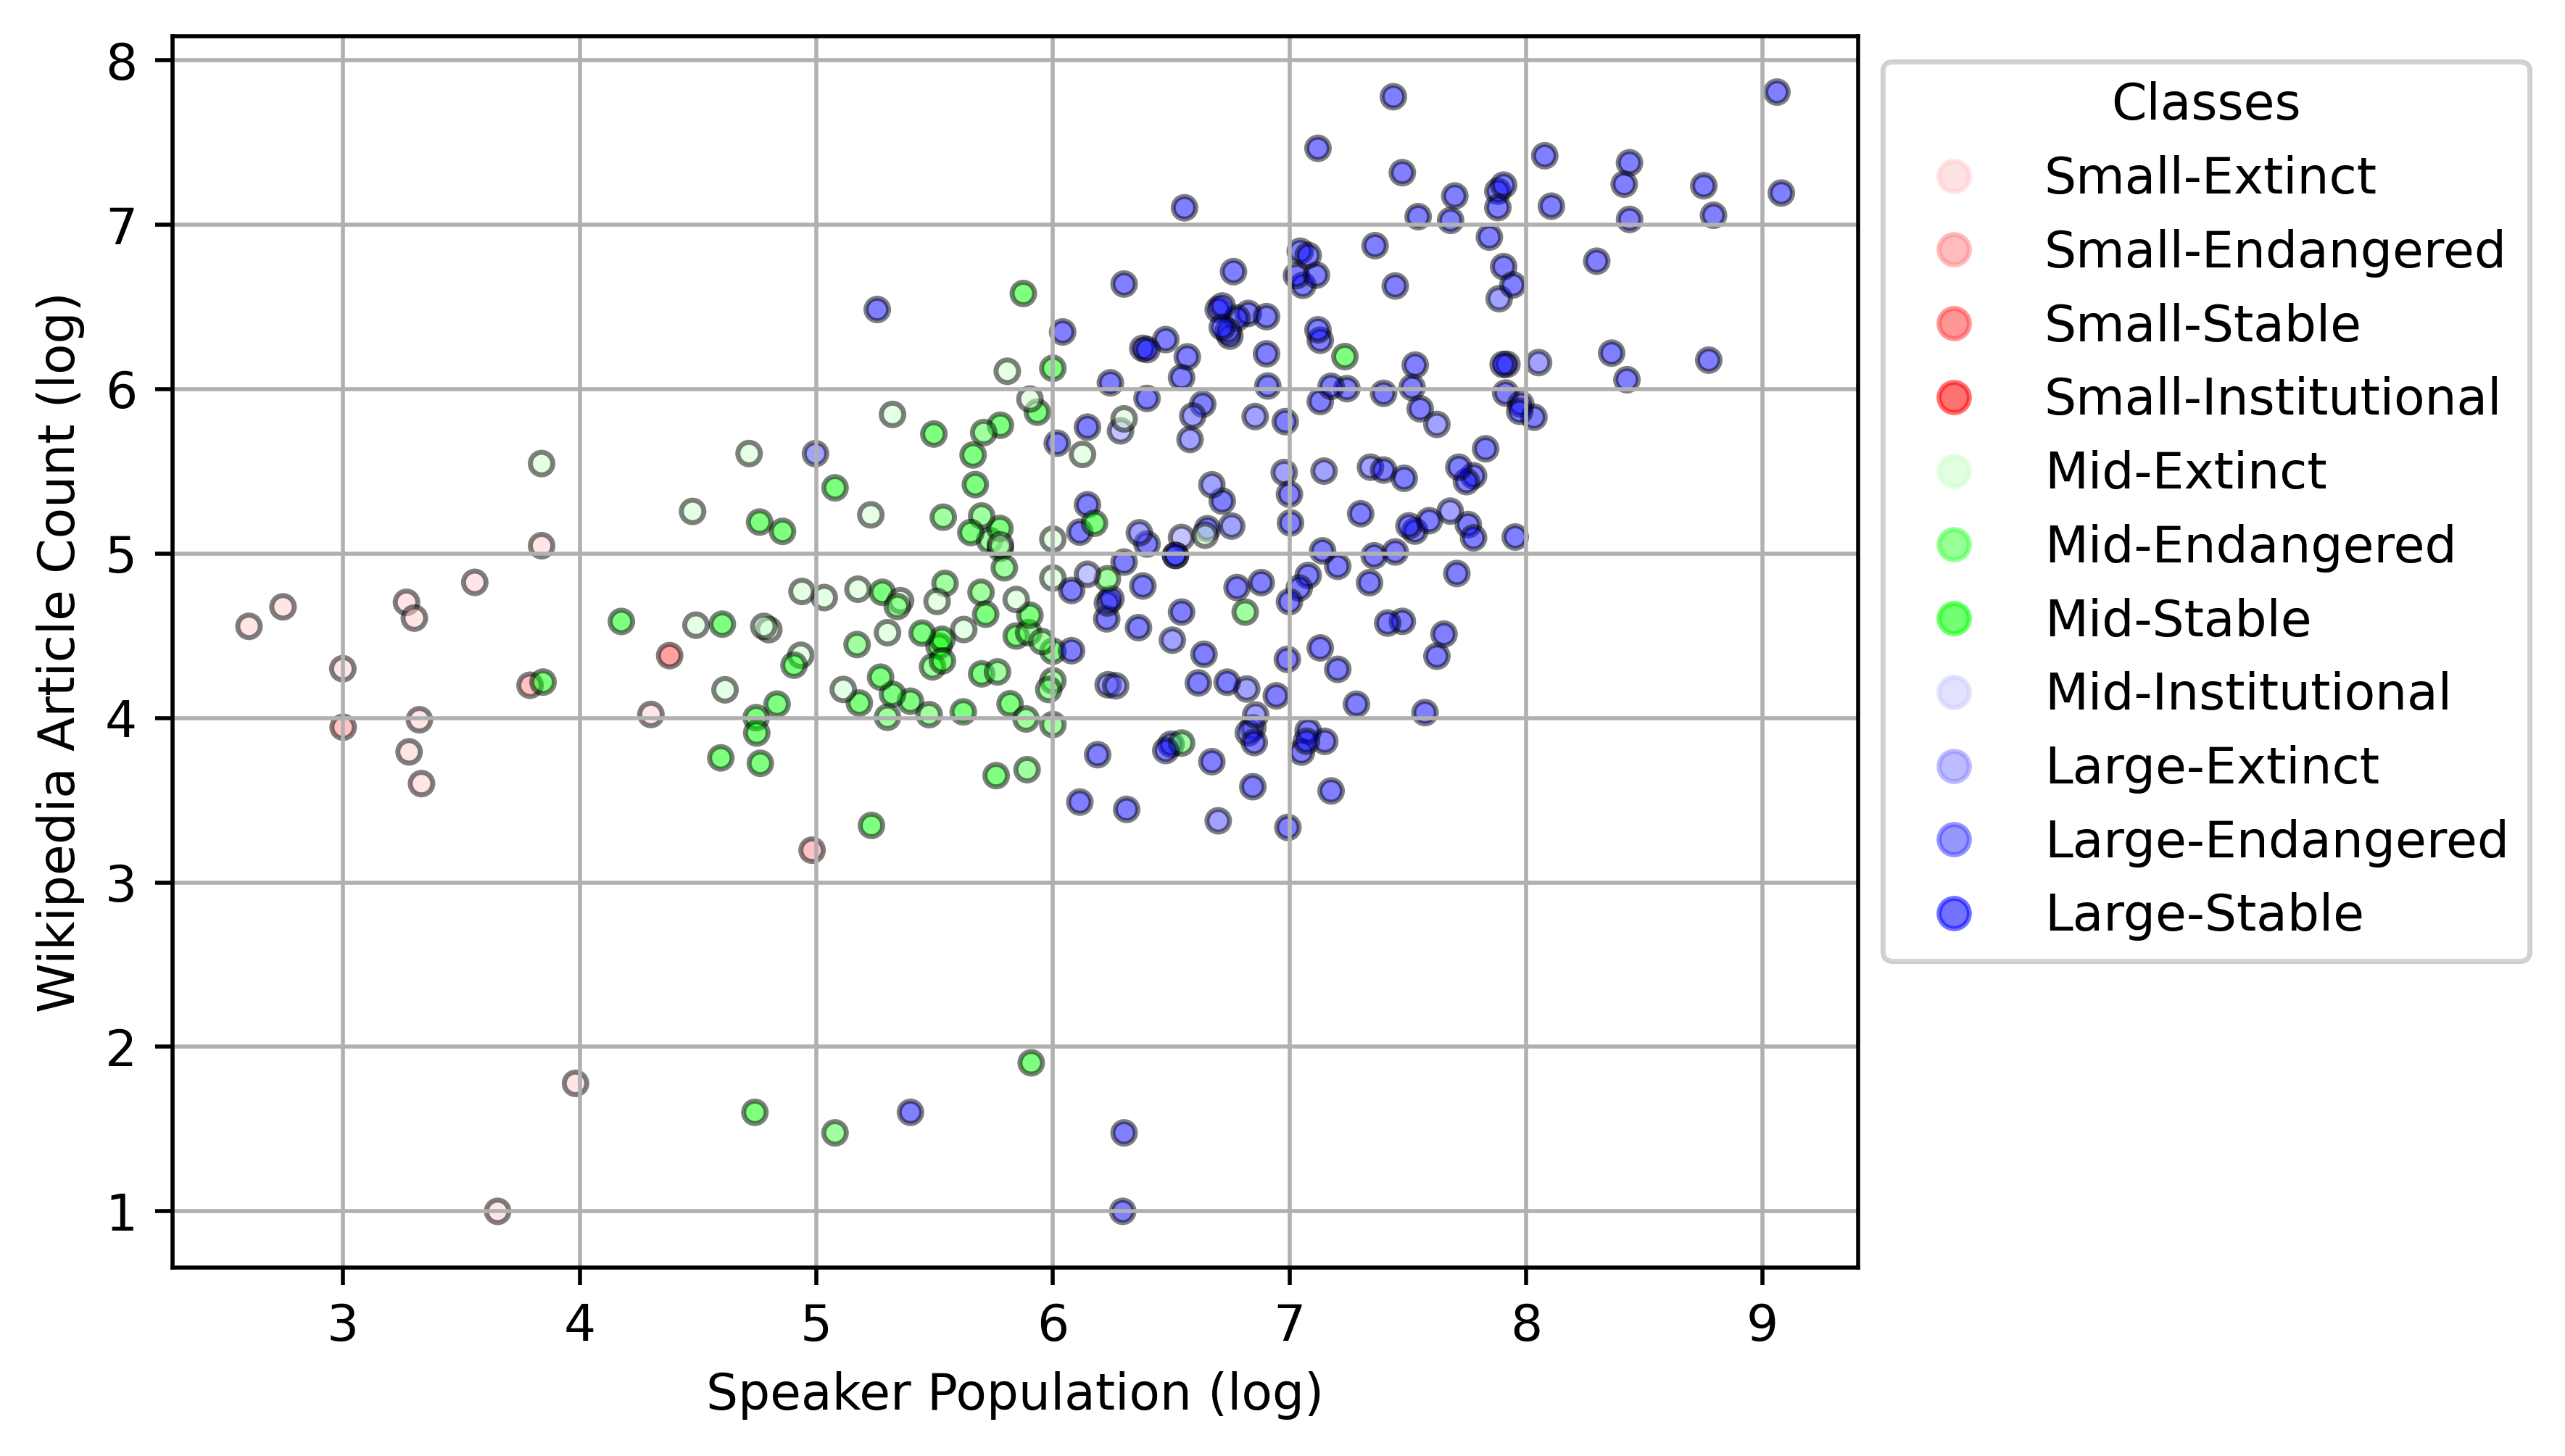 8
7
6
5
4
3
2
1
Wikipedia Article Count (log)
3 4 5 6 7 8 9
Speaker Population (log)
Classes
Small-Extinct
Small-Endangered
Small-Stable
Small-Institutional
Mid-Extinct
Mid-Endangered
Mid-Stable
Mid-Institutional
Large-Extinct
Large-Endangered
Large-Stable